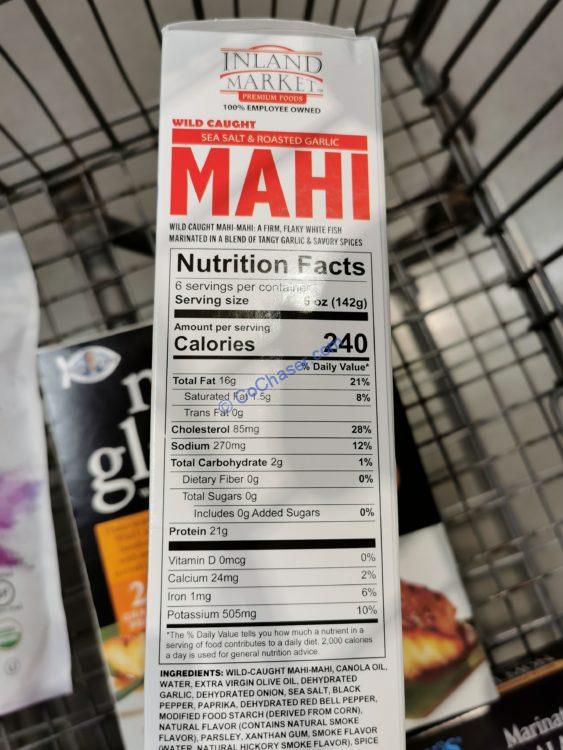 INLAND
MARKET
PREMIUM FOODS
100% EMPLOYEE OWNED
WILD CAUGHT
SEA SALT & ROASTED GARLIC
MAHI
WILD CAUGHT MAHI-MAHI: A FIRM, FLAKY WHITE FISH
MARINATED IN A BLEND OF TANGY GARLIC & SAVORY SPICES
Nutrition Facts
6 servings per container
Serving size 5 oz (142g)
Amount per serving
Calories 240
% Daily Value*
Total Fat 16g 21%
Saturated Fat 1.5g 8%
Trans Fat 0g
© CoChaser.com
Cholesterol 85mg 28%
Sodium 270mg 12%
Total Carbohydrate 2g 1%
Dietary Fiber 0g 0%
Total Sugars 0g
Includes 0g Added Sugars 0%
Protein 21g
Vitamin D 0mcg 0%
Calcium 24mg 2%
Iron 1mg 6%
Potassium 505mg 10%
*The % Daily Value tells you how much a nutrient in a
serving of food contributes to a daily diet. 2,000 calories
a day is used for general nutrition advice.
INGREDIENTS: WILD-CAUGHT MAHI-MAHI, CANOLA OIL,
WATER, EXTRA VIRGIN OLIVE OIL, DEHYDRATED
GARLIC, DEHYDRATED ONION, SEA SALT, BLACK
PEPPER, PAPRIKA, DEHYDRATED RED BELL PEPPER,
MODIFIED FOOD STARCH (DERIVED FROM CORN),
NATURAL FLAVOR (CONTAINS NATURAL SMOKE
FLAVOR), PARSLEY, XANTHAN GUM, SMOKE FLAVOR
(WATER, NATURAL HICKORY SMOKE FLAVOR), SPICE